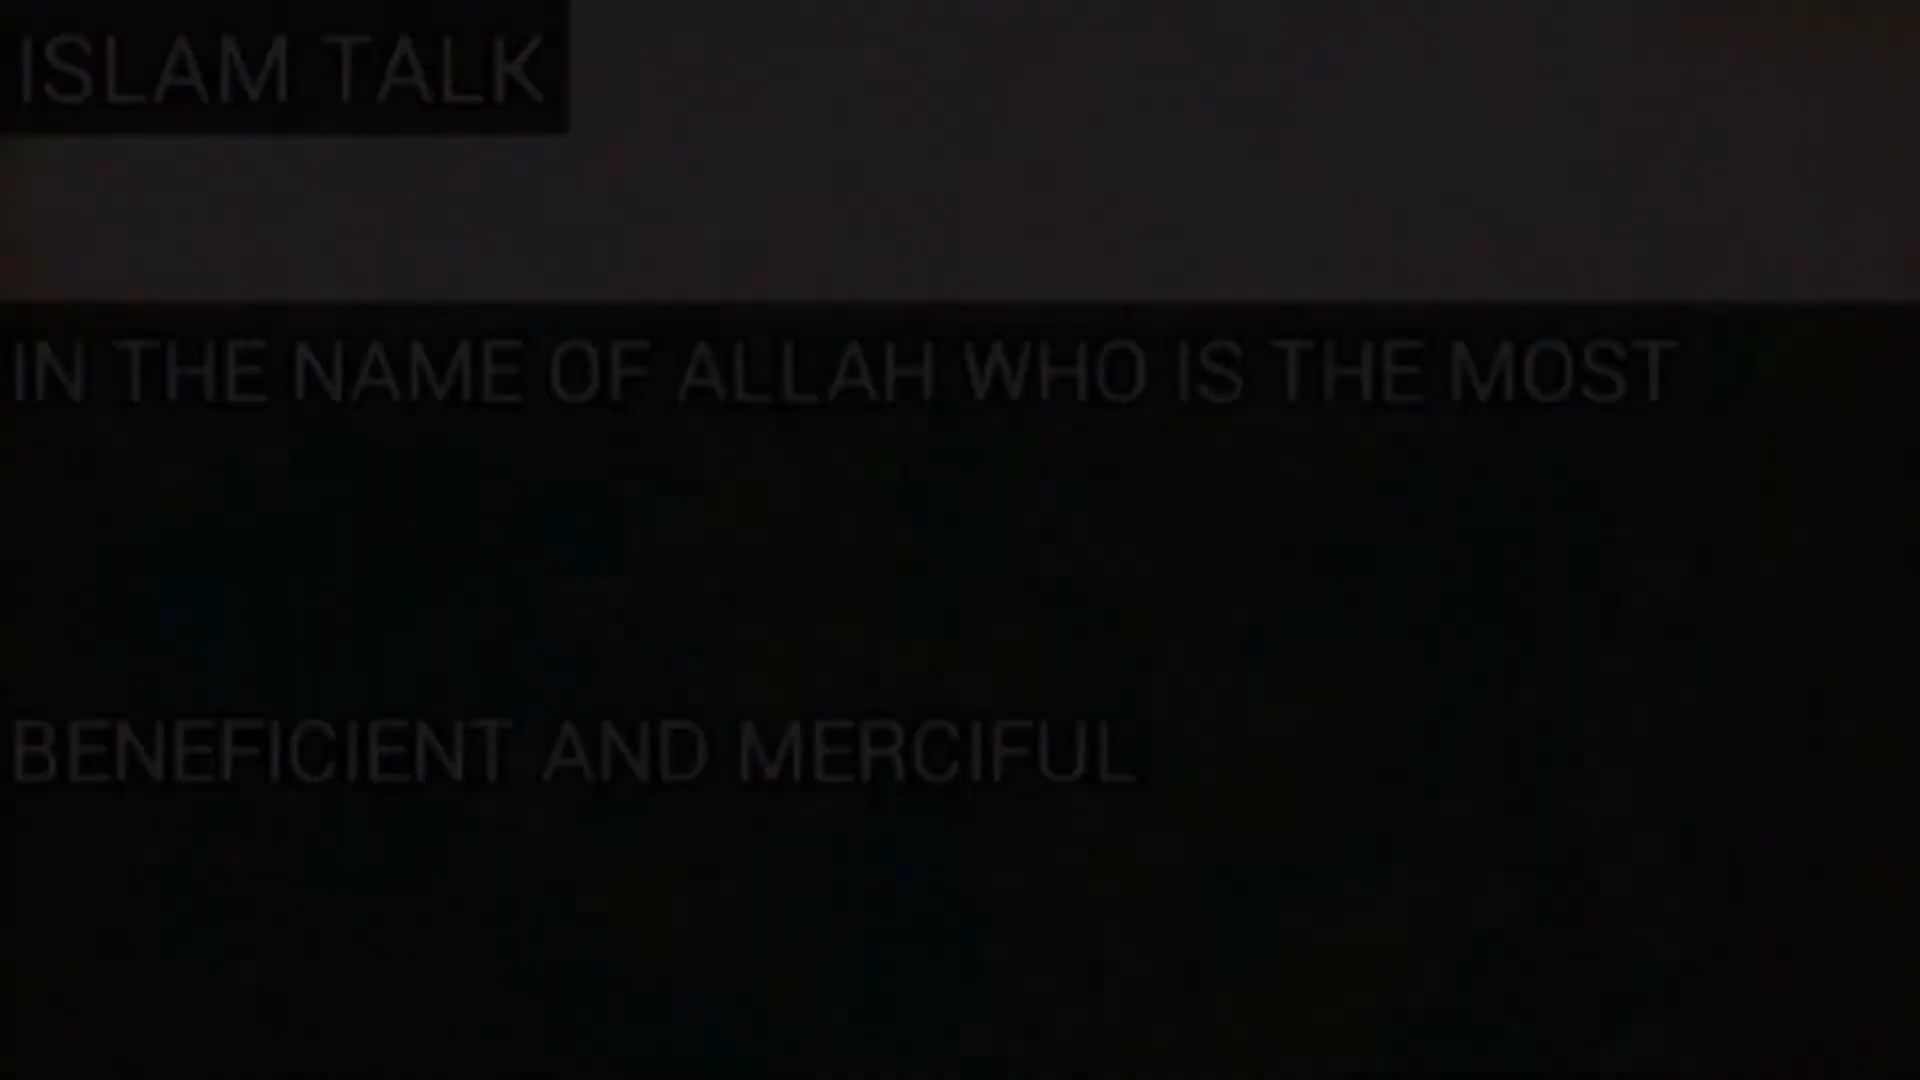 ISLAM TALK
IN THE NAME OF ALLAH WHO IS THE MOST
BENEFICIENT AND MERCIFUL